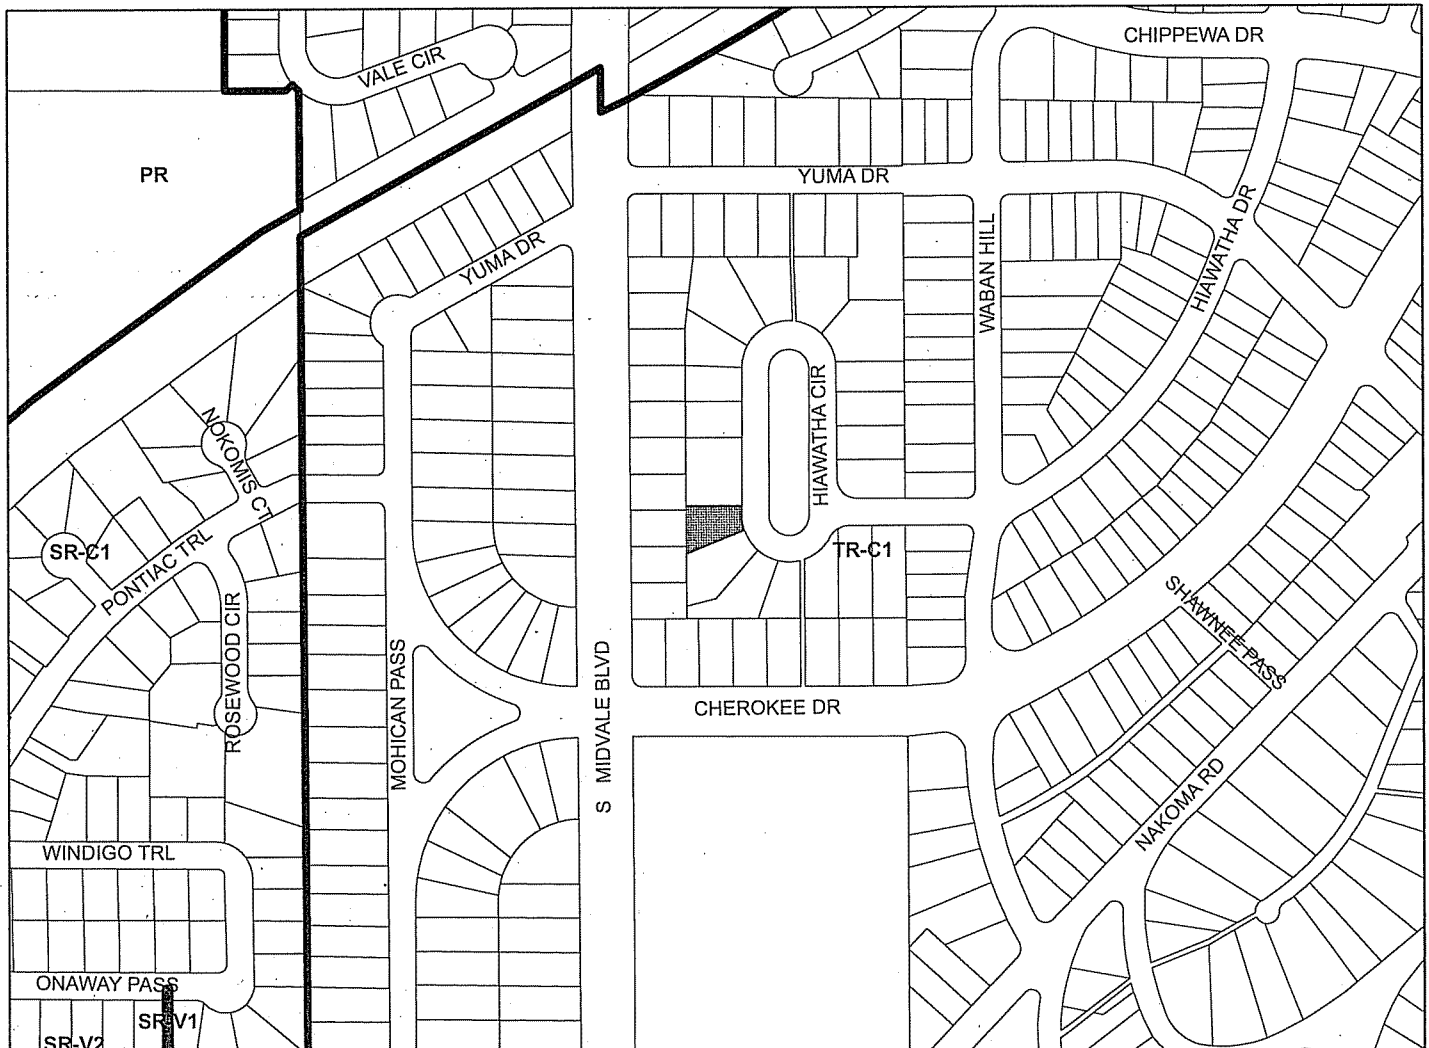 CHIPPEWA DR
VALE CIR
PR
YUMA DR
HIAWATHA DR
WABAN HILL
YUMA DR
HIAWATHA CIR
NOKOMIS CT
SR-C1
PONTIAC TRL
TR-C1
ROSEWOOD CIR
SHAWNEE PASS
MOHICAN PASS
S MIDVALE BLVD
CHEROKEE DR
NAKOMA RD
WINDIGO TRL
ONAWAY PASS
SR-V1
SR-V2